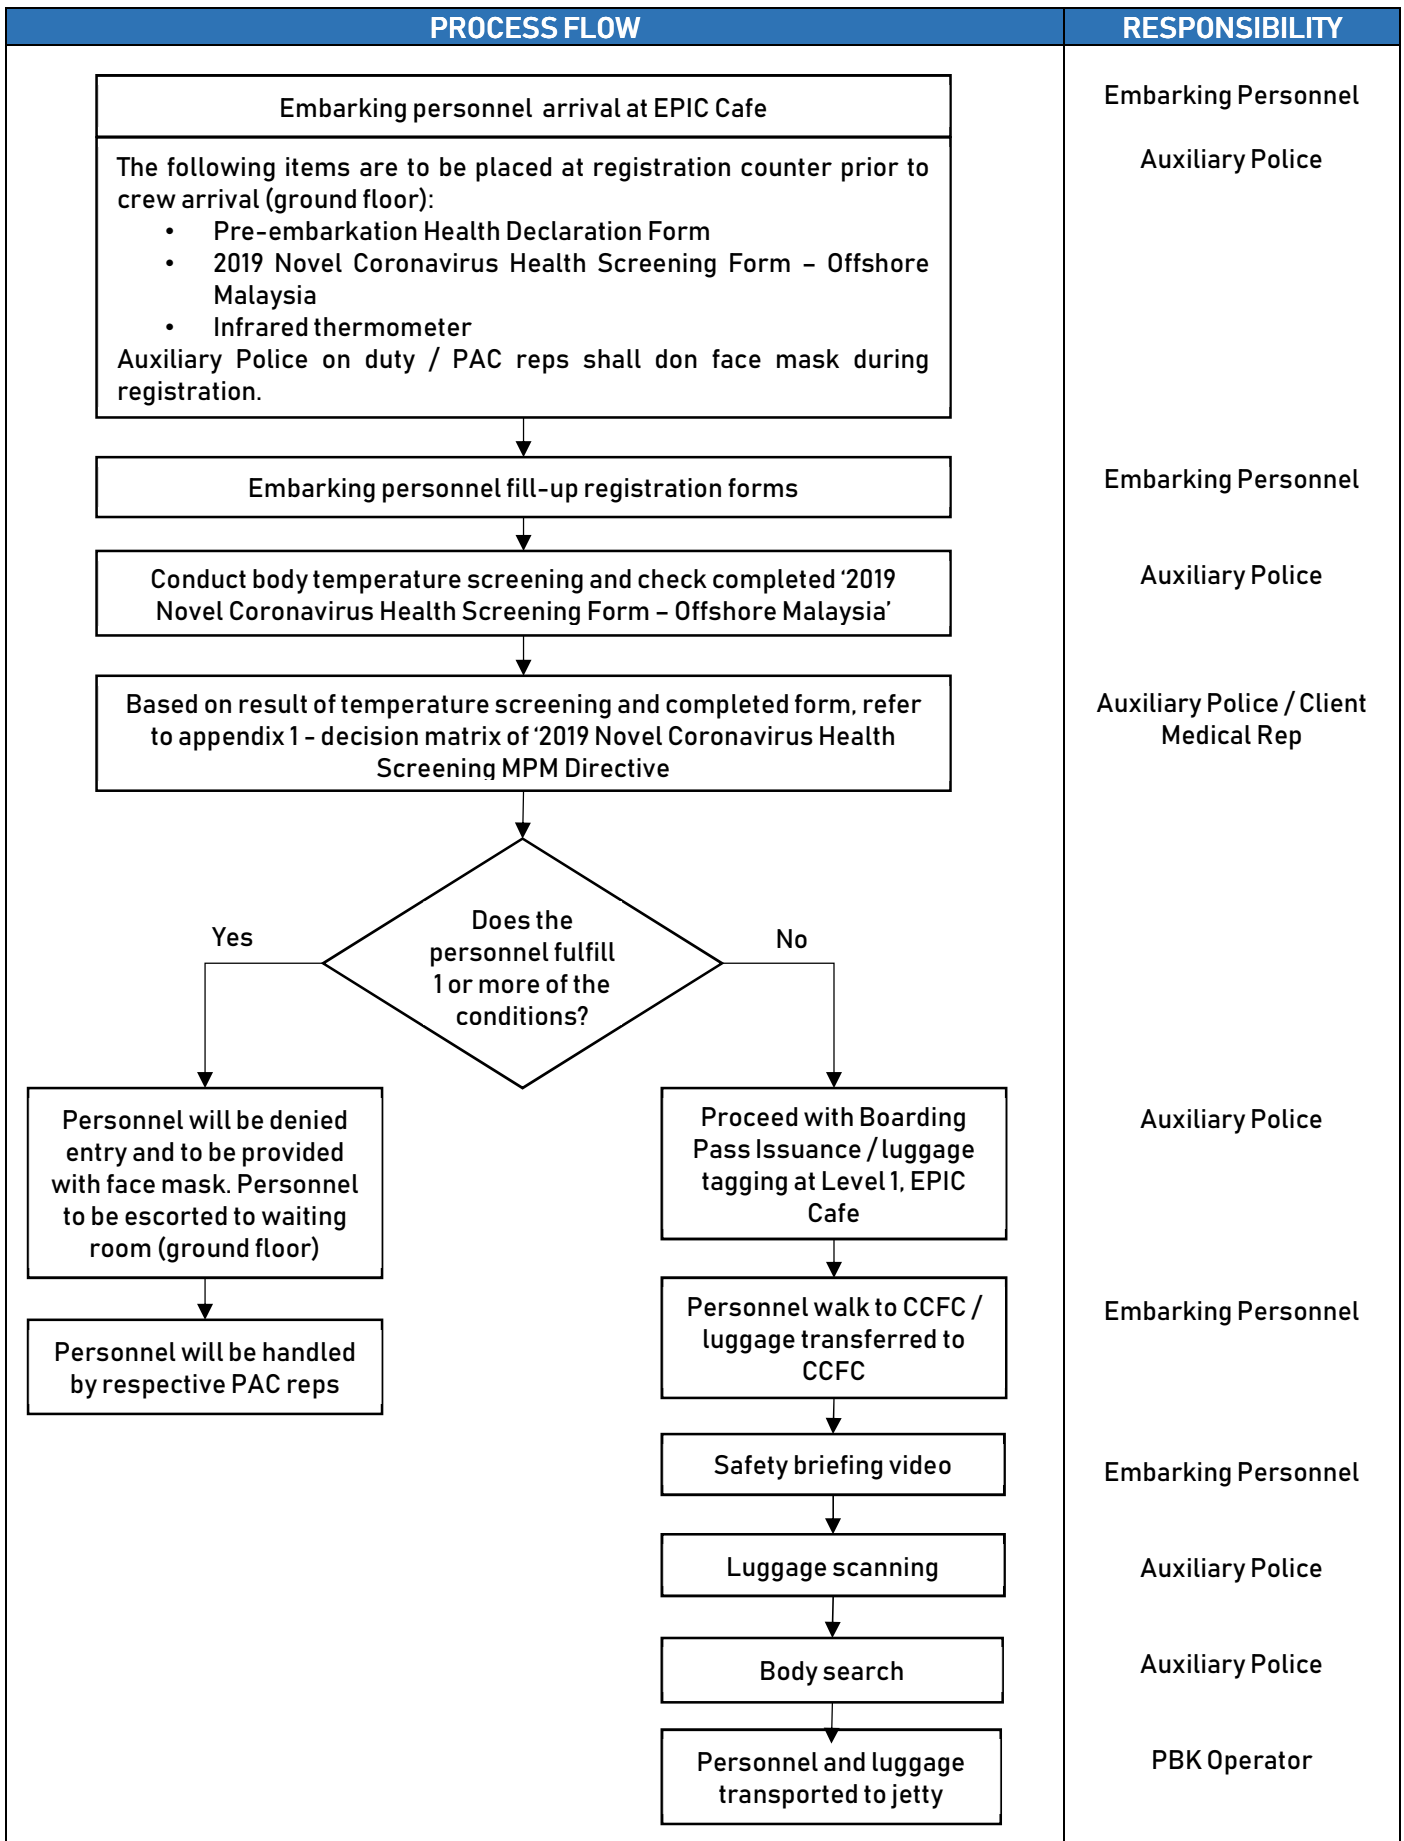 PROCESS FLOW
RESPONSIBILITY
Embarking personnel arrival at EPIC Cafe
Embarking Personnel
The following items are to be placed at registration counter prior to
crew arrival (ground floor):
• Pre-embarkation Health Declaration Form
• 2019 Novel Coronavirus Health Screening Form – Offshore
Malaysia
• Infrared thermometer
Auxiliary Police on duty / PAC reps shall don face mask during
registration.
Auxiliary Police
Embarking personnel fill-up registration forms
Embarking Personnel
Conduct body temperature screening and check completed ‘2019
Novel Coronavirus Health Screening Form – Offshore Malaysia’
Auxiliary Police
Based on result of temperature screening and completed form, refer
to appendix 1 - decision matrix of ‘2019 Novel Coronavirus Health
Screening MPM Directive
Auxiliary Police / Client
Medical Rep
Does the
personnel fulfill
1 or more of the
conditions?
Yes
No
Personnel will be denied
entry and to be provided
with face mask. Personnel
to be escorted to waiting
room (ground floor)
Personnel will be handled
by respective PAC reps
Proceed with Boarding
Pass Issuance / luggage
tagging at Level 1, EPIC
Cafe
Auxiliary Police
Personnel walk to CCFC /
luggage transferred to
CCFC
Embarking Personnel
Safety briefing video
Embarking Personnel
Luggage scanning
Auxiliary Police
Body search
Auxiliary Police
Personnel and luggage
transported to jetty
PBK Operator